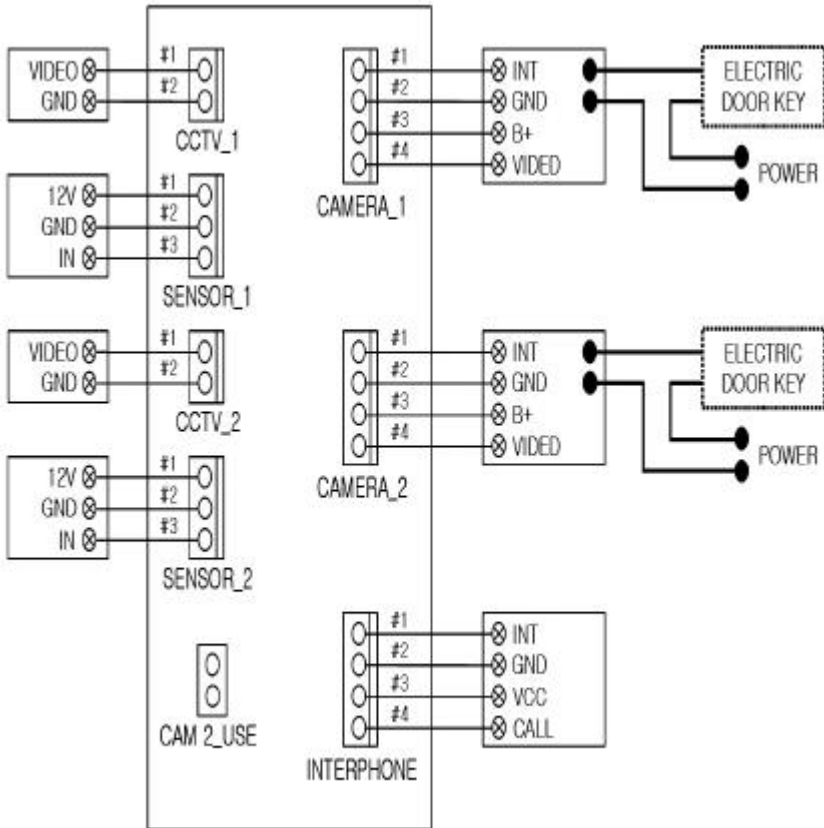 VIDEO
GND
#1
#2
CCTV_1
12V
GND
IN
#1
#2
#3
SENSOR_1
VIDEO
GND
#1
#2
CCTV_2
12V
GND
IN
#1
#2
#3
SENSOR_2
CAM 2_USE
#1
#2
#3
#4
CAMERA_1
INT
GND
B+
VIDED
ELECTRIC
DOOR KEY
POWER
#1
#2
#3
#4
CAMERA_2
INT
GND
B+
VIDED
ELECTRIC
DOOR KEY
POWER
#1
#2
#3
#4
INTERPHONE
INT
GND
VCC
CALL